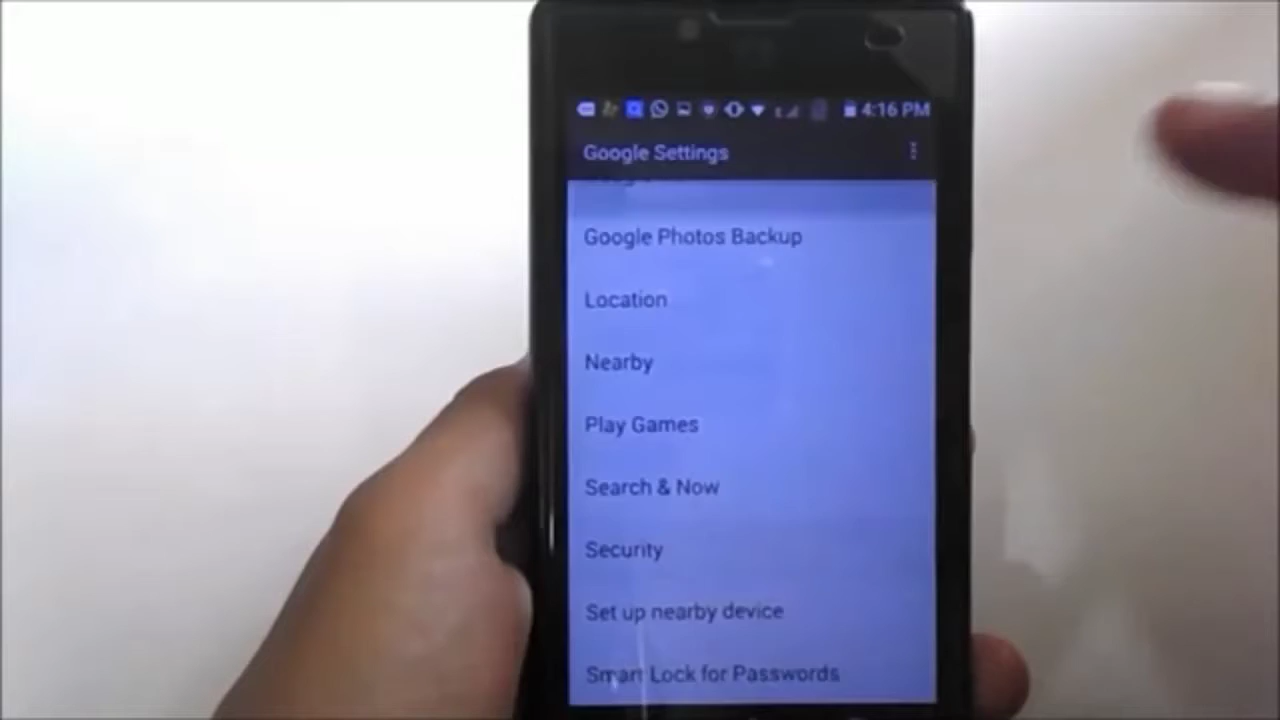 4:16 PM
Google Settings
Google Photos Backup
Location
Nearby
Play Games
Search & Now
Security
Set up nearby device
Smart Lock for Passwords